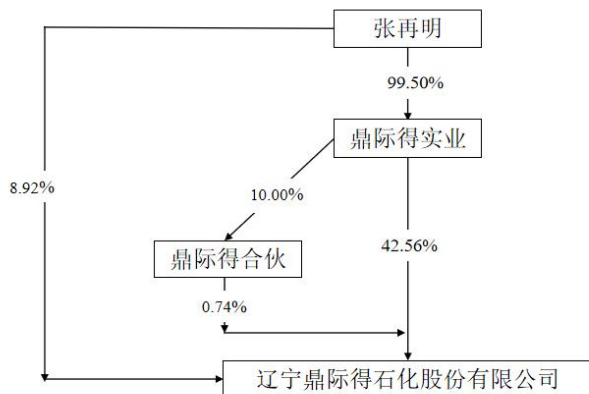 张再明
99.50%
鼎际得实业
8.92%
10.00%
鼎际得合伙
42.56%
0.74%
辽宁鼎际得石化股份有限公司